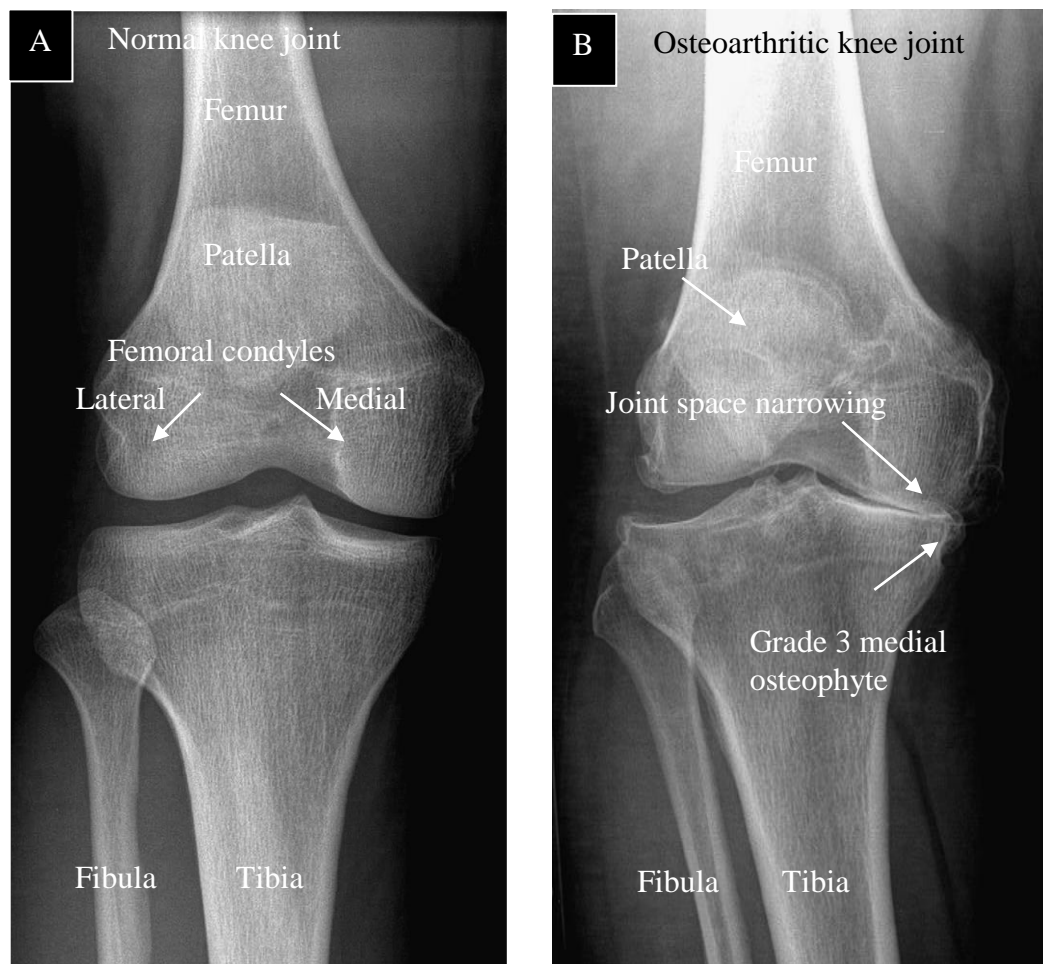 A
Normal knee joint
Femur
Patella
Femoral condyles
Lateral
Medial
Fibula
Tibia
B
Osteoarthritic knee joint
Femur
Patella
Joint space narrowing
Grade 3 medial
osteophyte
Fibula
Tibia